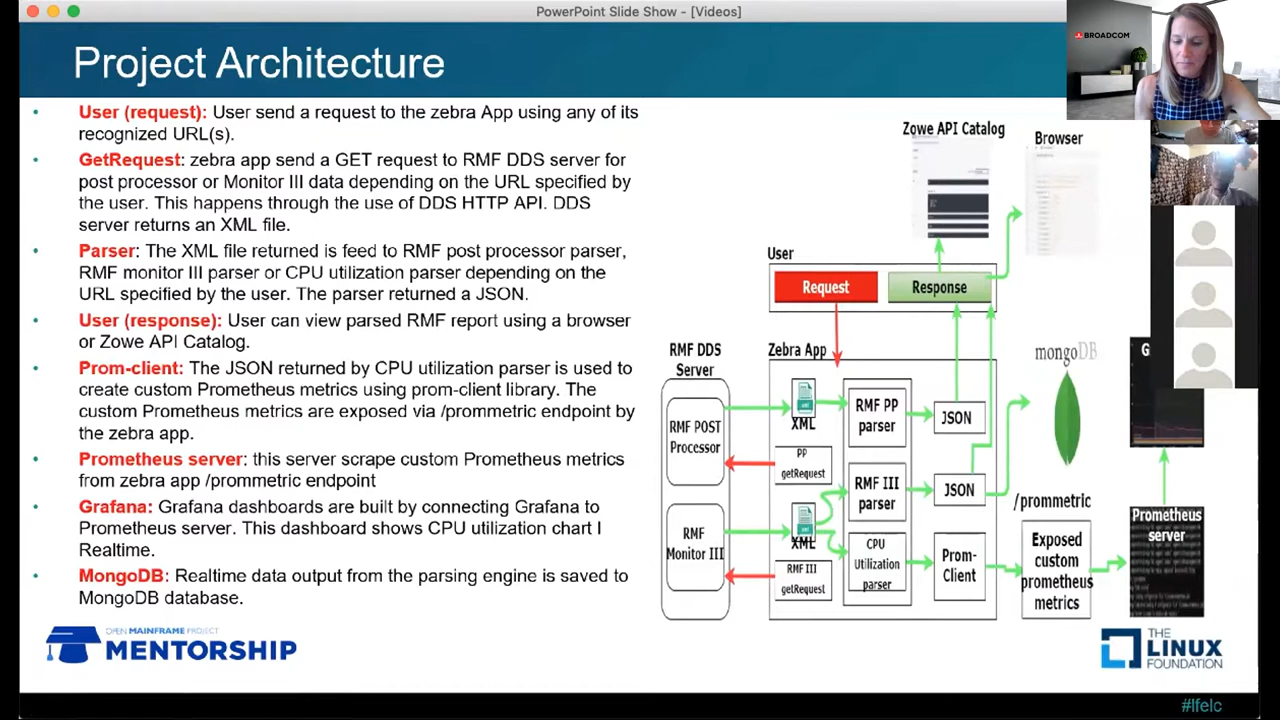 PowerPoint Slide Show - [Videos]
BROADCOM
Project Architecture
• User (request): User send a request to the zebra App using any of its
recognized URL(s).
• GetRequest: zebra app send a GET request to RMF DDS server for
post processor or Monitor III data depending on the URL specified by
the user. This happens through the use of DDS HTTP API. DDS
server returns an XML file.
• Parser: The XML file returned is feed to RMF post processor parser,
RMF monitor III parser or CPU utilization parser depending on the
URL specified by the user. The parser returned a JSON.
• User (response): User can view parsed RMF report using a browser
or Zowe API Catalog.
• Prom-client: The JSON returned by CPU utilization parser is used to
create custom Prometheus metrics using prom-client library. The
custom Prometheus metrics are exposed via /prommetric endpoint by
the zebra app.
• Prometheus server: this server scrape custom Prometheus metrics
from zebra app /prommetric endpoint
• Grafana: Grafana dashboards are built by connecting Grafana to
Prometheus server. This dashboard shows CPU utilization chart I
Realtime.
• MongoDB: Realtime data output from the parsing engine is saved to
MongoDB database.
Zowe API Catalog
Browser
User
Request
Response
RMF DDS
Server
Zebra App
mongoDB
G
RMF POST
Processor
XML
RMF PP
parser
JSON
PP
getRequest
RMF III
parser
JSON
RMF
Monitor III
XML
CPU
Utilization
parser
Prom-
Client
RMF III
getRequest
/prommetric
Exposed
custom
prometheus
metrics
Prometheus
server
OPEN MAINFRAME PROJECT
MENTORSHIP
THE
LINUX
FOUNDATION
#lfelc